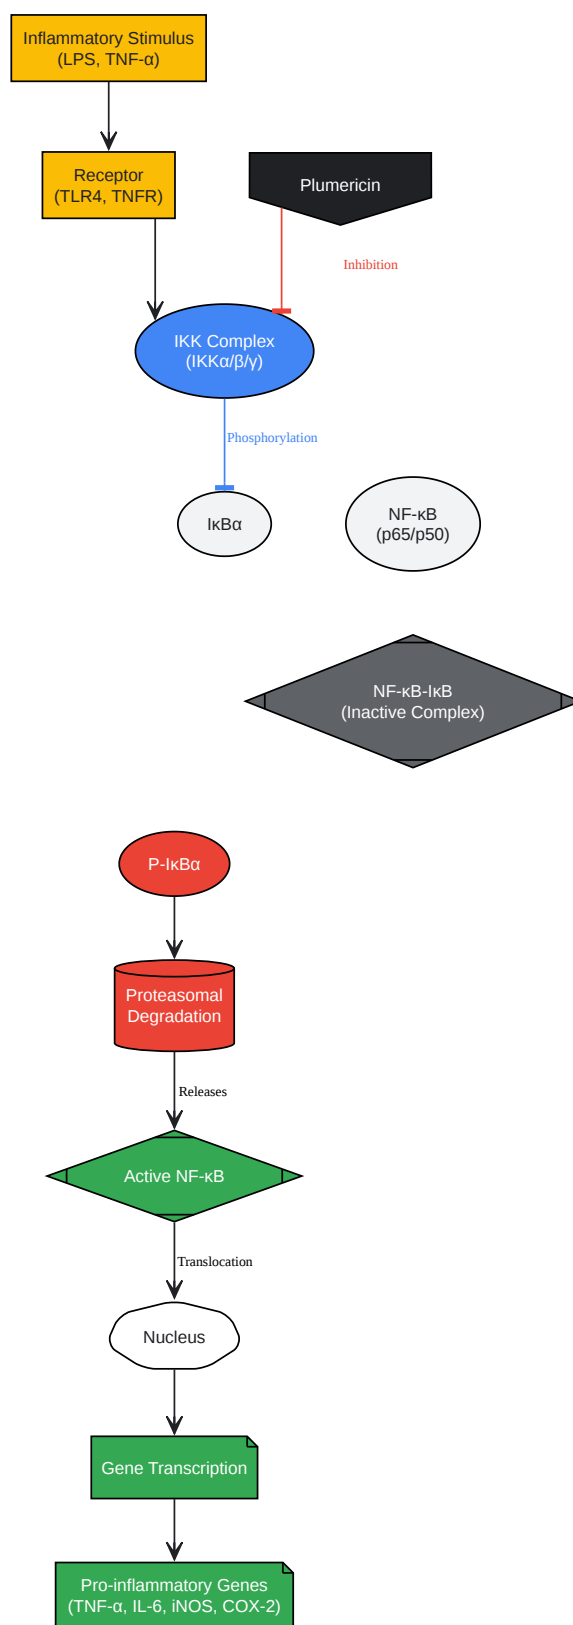 Inflammatory Stimulus
(LPS, TNF-α)
Receptor
(TLR4, TNFR)
Plumericin
Inhibition
IKK Complex
(IKKα/β/γ)
Phosphorylation
IκBα
NF-κB
(p65/p50)
NF-κB-IκB
(Inactive Complex)
P-IκBα
Proteasomal
Degradation
Releases
Active NF-κB
Translocation
Nucleus
Gene Transcription
Pro-inflammatory Genes
(TNF-α, IL-6, iNOS, COX-2)